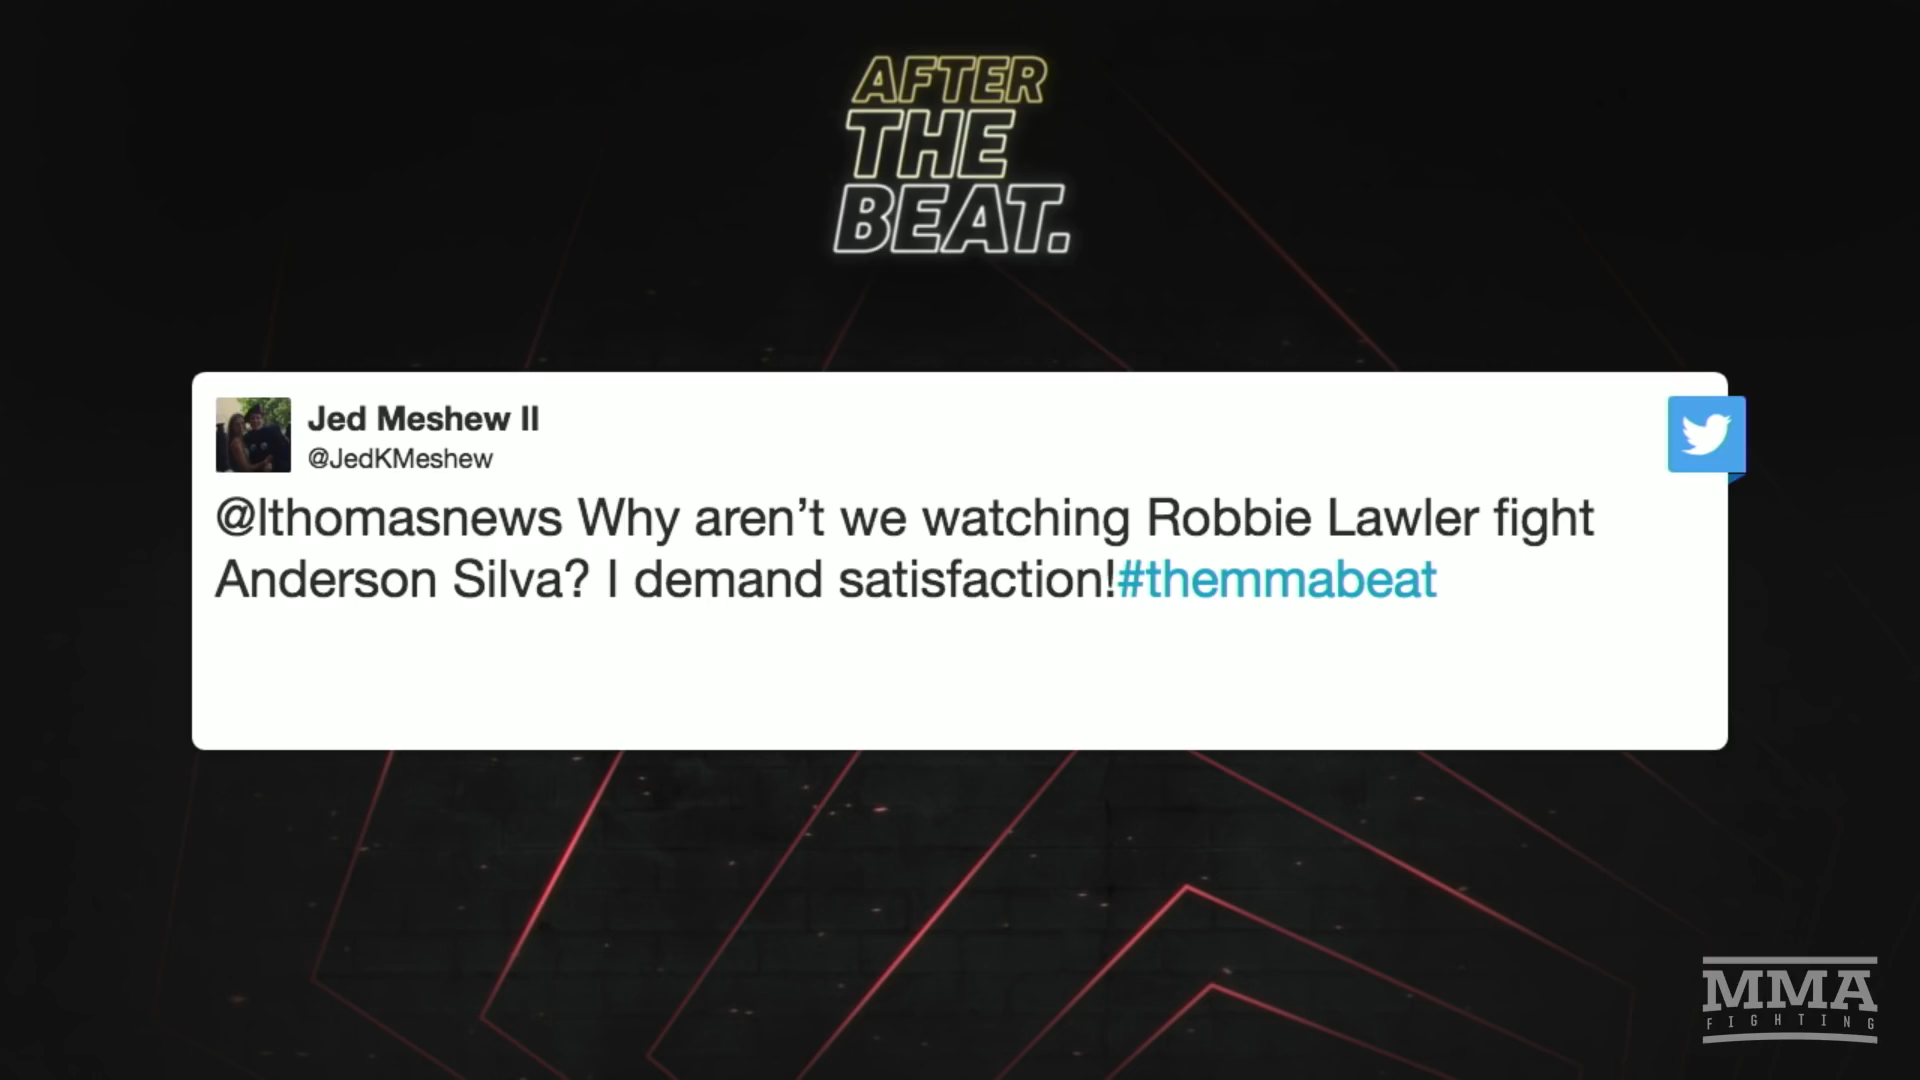 AFTER
THE
BEAT.
Jed Meshew II
@JedKMeshew
@lthomasnews Why aren’t we watching Robbie Lawler fight
Anderson Silva? I demand satisfaction!#themmabeat
MMA
FIGHTING